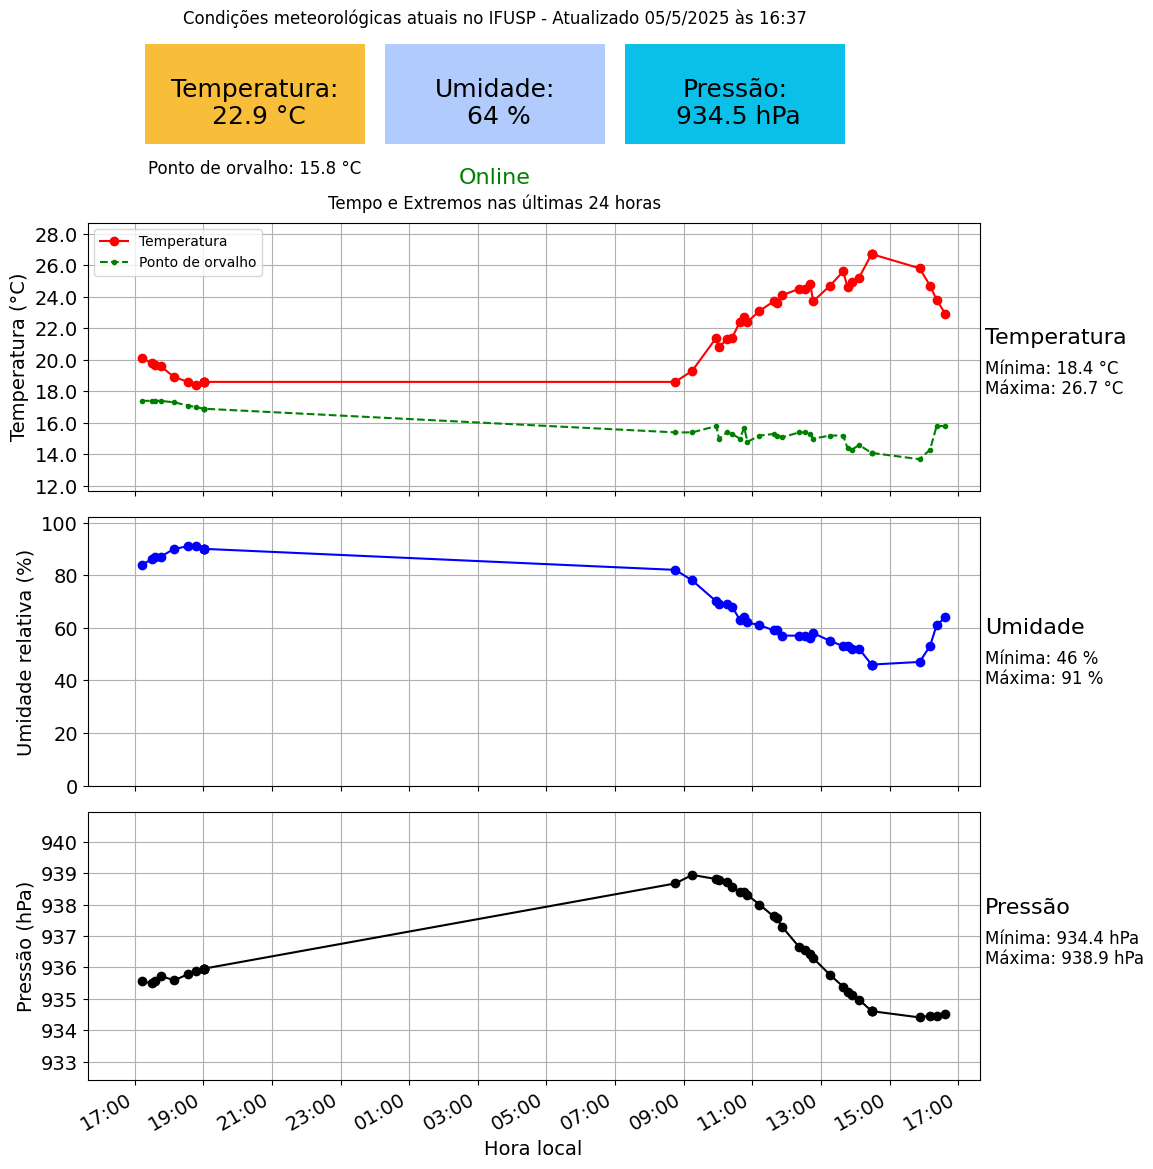 Condições meteorológicas atuais no IFUSP - Atualizado 05/5/2025 às 16:37
Temperatura:
22.9 °C
Umidade:
64 %
Pressão:
934.5 hPa
Ponto de orvalho: 15.8 °C
Online
Tempo e Extremos nas últimas 24 horas
Temperatura (°C)
28.0
26.0
24.0
22.0
20.0
18.0
16.0
14.0
12.0
Temperatura
Ponto de orvalho
Temperatura
Mínima: 18.4 °C
Máxima: 26.7 °C
Umidade relativa (%)
100
80
60
40
20
0
Umidade
Mínima: 46 %
Máxima: 91 %
Pressão (hPa)
940
939
938
937
936
935
934
933
Pressão
Mínima: 934.4 hPa
Máxima: 938.9 hPa
17:00 19:00 21:00 23:00 01:00 03:00 05:00 07:00 09:00 11:00 13:00 15:00 17:00
Hora local